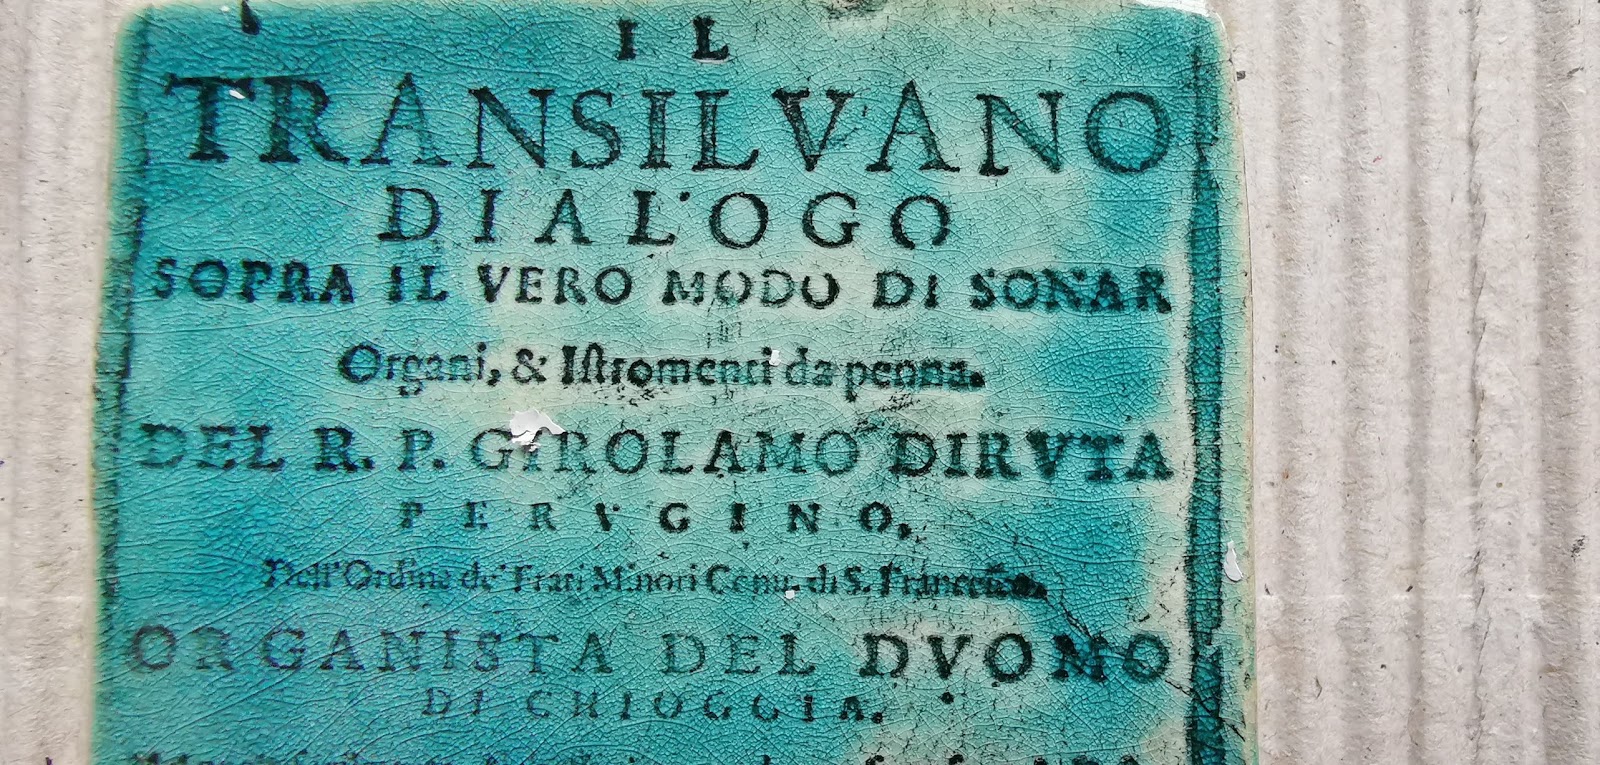 IL
TRANSILVANO
DIALOGO
SOPRA IL VERO MODO DI SONAR
Organi, & Iſtromenti da penna.
DEL R. P. GIROLAMO DIRVTA
PERVGINO,
Dell'Ordine de' Frati Minori Conu. di S. Francesco.
ORGANISTA DEL DVOMO
DI CHIOGGIA.